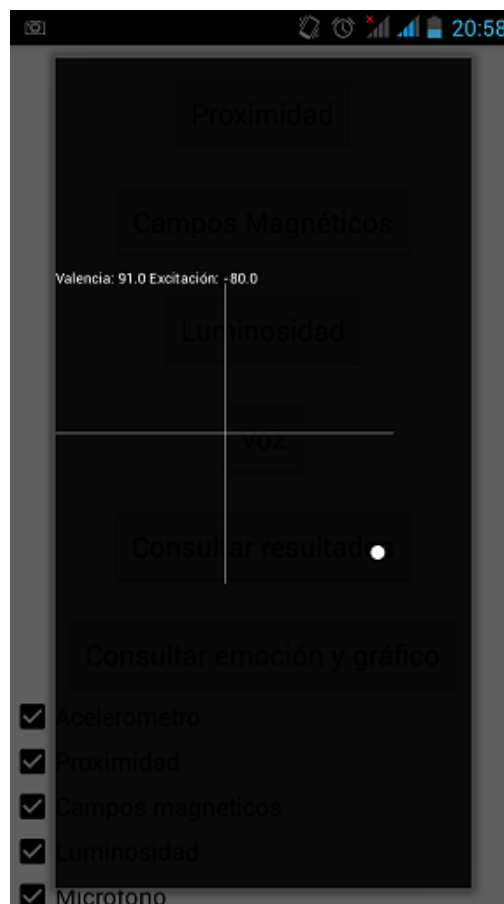 20:58
Proximidad
Campos Magnéticos
Valencia: 91.0 Excitación: -80.0
Luminosidad
Voz
Consultar resultados
Consultar emoción y gráfico
Acelerometro
Proximidad
Campos magneticos
Luminosidad
Microfono